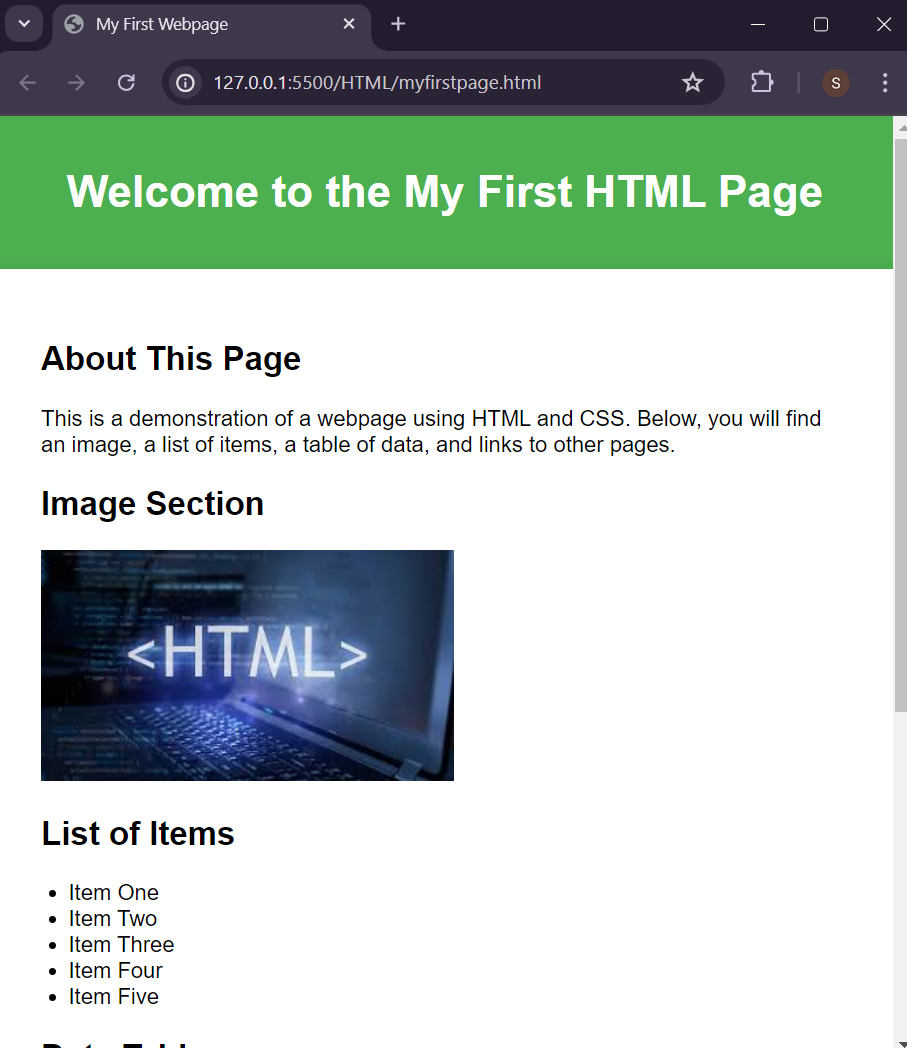 My First Webpage
127.0.0.1:5500/HTML/myfirstpage.html
S
Welcome to the My First HTML Page
About This Page
This is a demonstration of a webpage using HTML and CSS. Below, you will find
an image, a list of items, a table of data, and links to other pages.
Image Section
<HTML>
List of Items
Item One
Item Two
Item Three
Item Four
Item Five